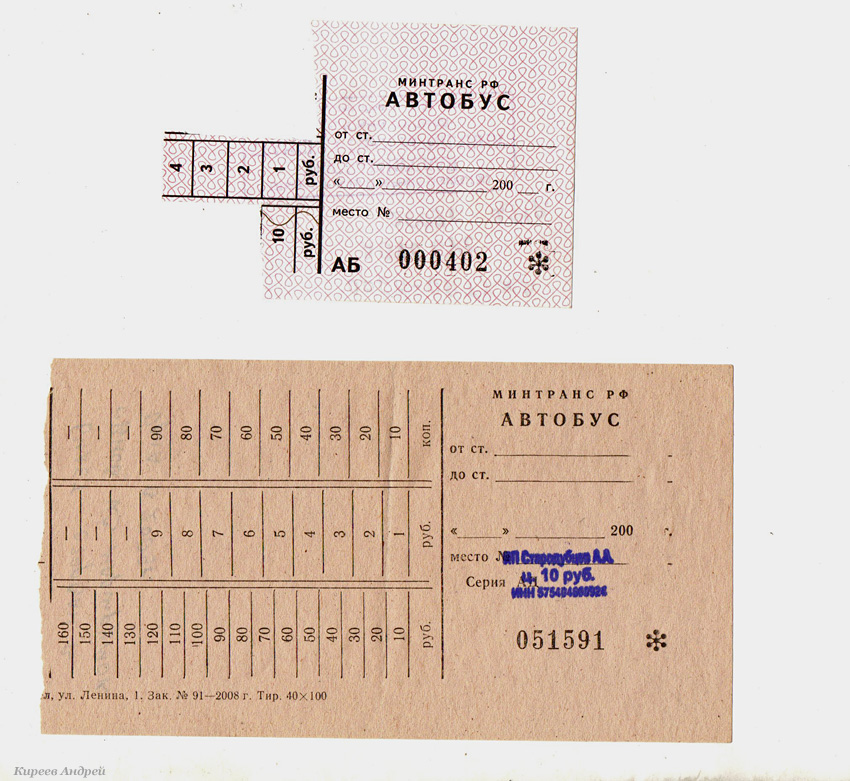 МИНТРАНС РФ
АВТОБУС
от ст.
до ст.
« » 200 г.
место №
АБ 000402
4 3 2 1 руб.
10 руб.
МИНТРАНС РФ
АВТОБУС
от ст.
до ст.
« » 200 г.
место №
ИП Стародубцев А.А.
Серия
10 руб.
ИНН
051591
— — — 90 80 70 60 50 40 30 20 10 коп.
— — — 9 8 7 6 5 4 3 2 1 руб.
160 150 140 130 120 110 100 90 80 70 60 50 40 30 20 10 руб.
л, ул. Ленина, 1. Зак. № 91—2008 г. Тир. 40×100
Киреев Андрей